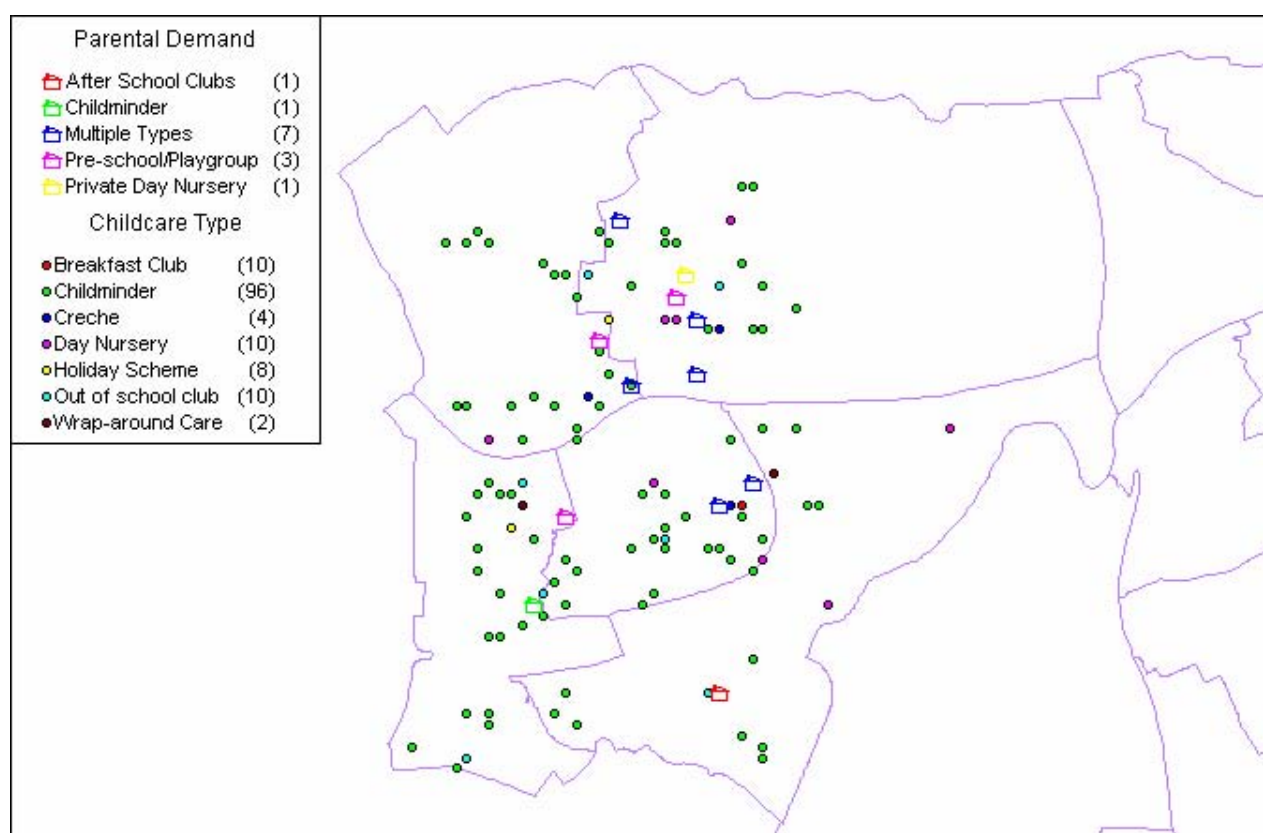 Parental Demand
After School Clubs (1)
Childminder (1)
Multiple Types (7)
Pre-school/Playgroup (3)
Private Day Nursery (1)
Childcare Type
Breakfast Club (10)
Childminder (96)
Creche (4)
Day Nursery (10)
Holiday Scheme (8)
Out of school club (10)
Wrap-around Care (2)